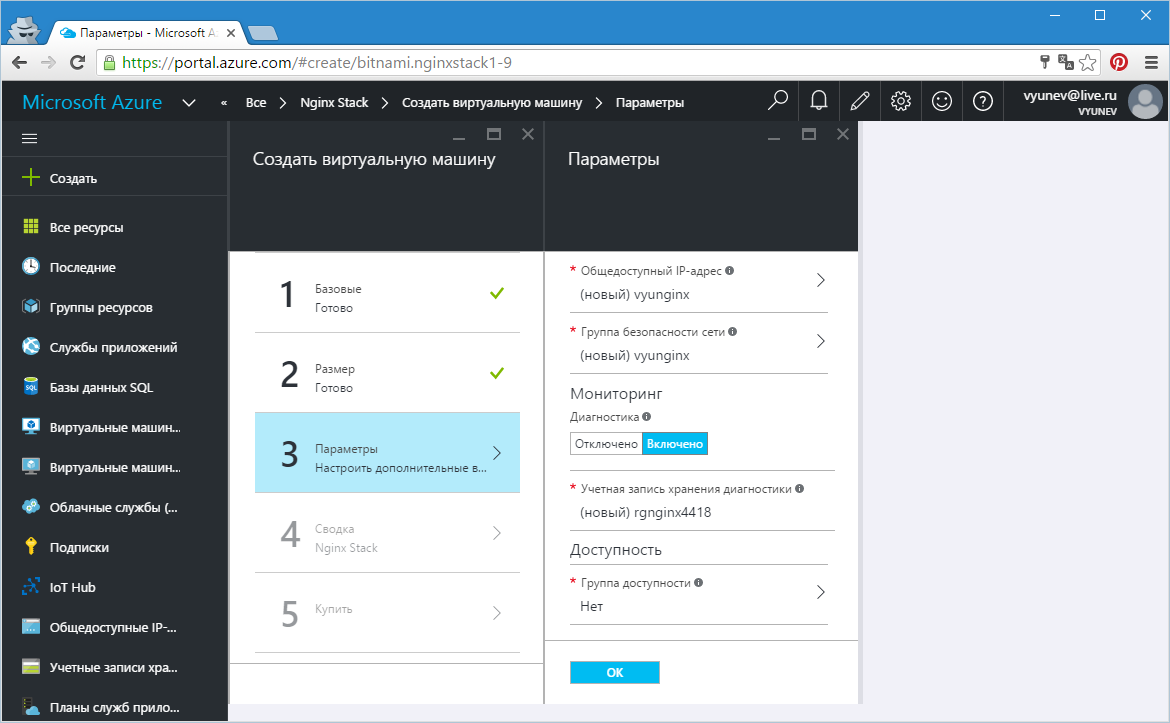 Параметры - Microsoft A
https://portal.azure.com/#create/bitnami.nginxstack1-9
Microsoft Azure
« Все > Nginx Stack > Создать виртуальную машину > Параметры
yunev@live.ru
VYUNEV
Создать
Все ресурсы
Последние
Группы ресурсов
Службы приложений
Базы данных SQL
Виртуальные машин...
Виртуальные машин...
Облачные службы (...
Подписки
IoT Hub
Общедоступные IP-...
Учетные записи хра...
Планы служб прило...
Создать виртуальную машину
1
Базовые
Готово
2
Размер
Готово
3
Параметры
Настроить дополнительные в...
4
Сводка
Nginx Stack
5
Купить
Параметры
* Общедоступный IP-адрес
(новый) vyunginx
* Группа безопасности сети
(новый) vyunginx
Мониторинг
Диагностика
Отключено Включено
* Учетная запись хранения диагностики
(новый) rgnginx4418
Доступность
* Группа доступности
Нет
ОК